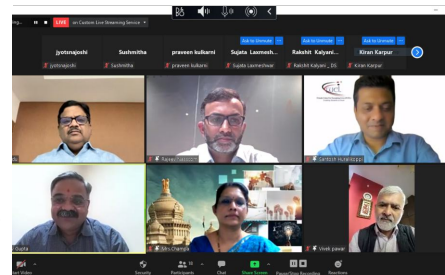 LIVE on Custom Live Streaming Service
Ask to Unmute
Ask to Unmute
Ask to Unmute
jyotsnajoshi
Sushmitha
praveen kulkarni
Sujata Laxmesh...
Rakshit Kalyani...
Kiran Karpur
jyotsnajoshi
Sushmitha
praveen kulkarni
Sujata Laxmeshwar
Rakshit Kalyani _ DS
Kiran Karpur
Santosh Huralikoppi
Gupta
Mrs.Changla
Vivek pawar
Security
Participants
Chat
Share Screen
Pause/Stop Recording
Reactions